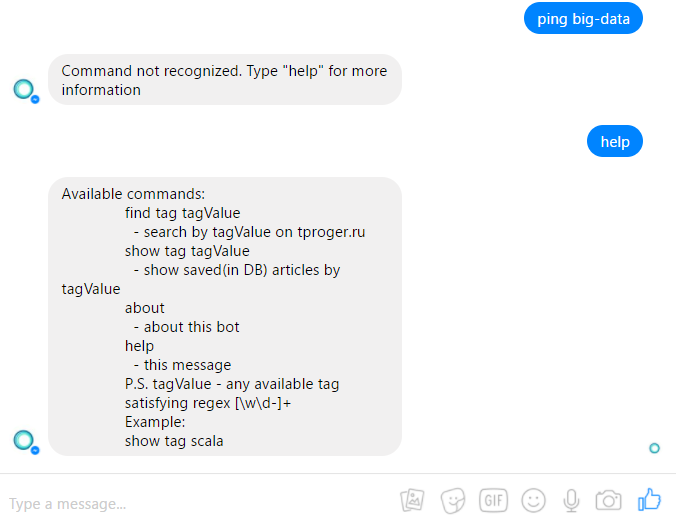 ping big-data
Command not recognized. Type "help" for more
information
help
Available commands:
find tag tagValue
- search by tagValue on tproger.ru
show tag tagValue
- show saved(in DB) articles by
tagValue
about
- about this bot
help
- this message
P.S. tagValue - any available tag
satisfying regex [\w\d-]+
Example:
show tag scala
Type a message...
GIF